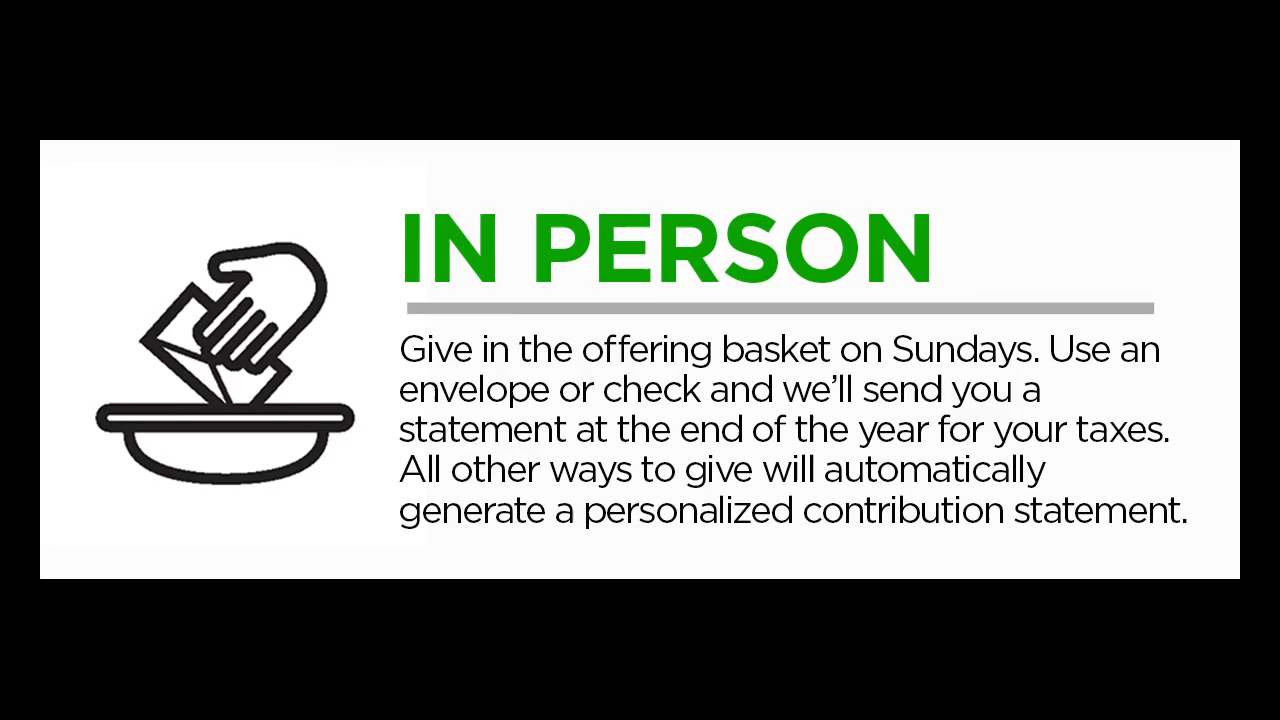 IN PERSON
Give in the offering basket on Sundays. Use an
envelope or check and we’ll send you a
statement at the end of the year for your taxes.
All other ways to give will automatically
generate a personalized contribution statement.